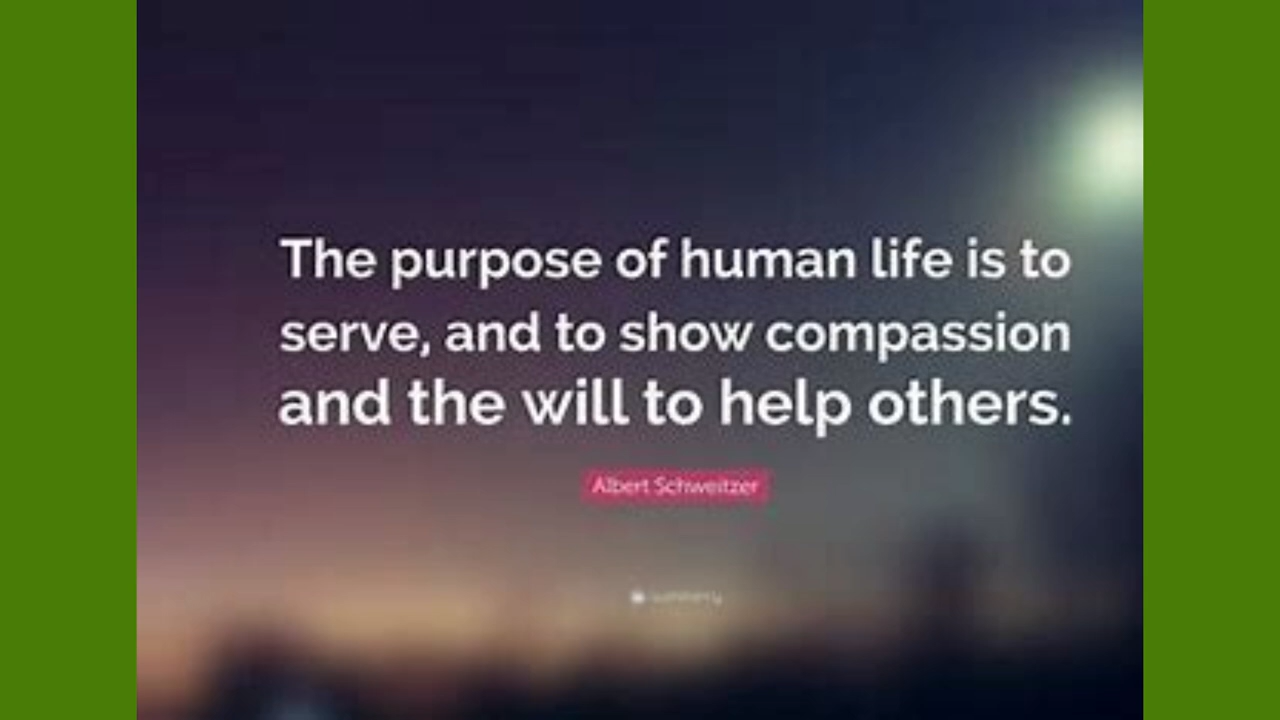 The purpose of human life is to
serve, and to show compassion
and the will to help others.
Albert Schweitzer